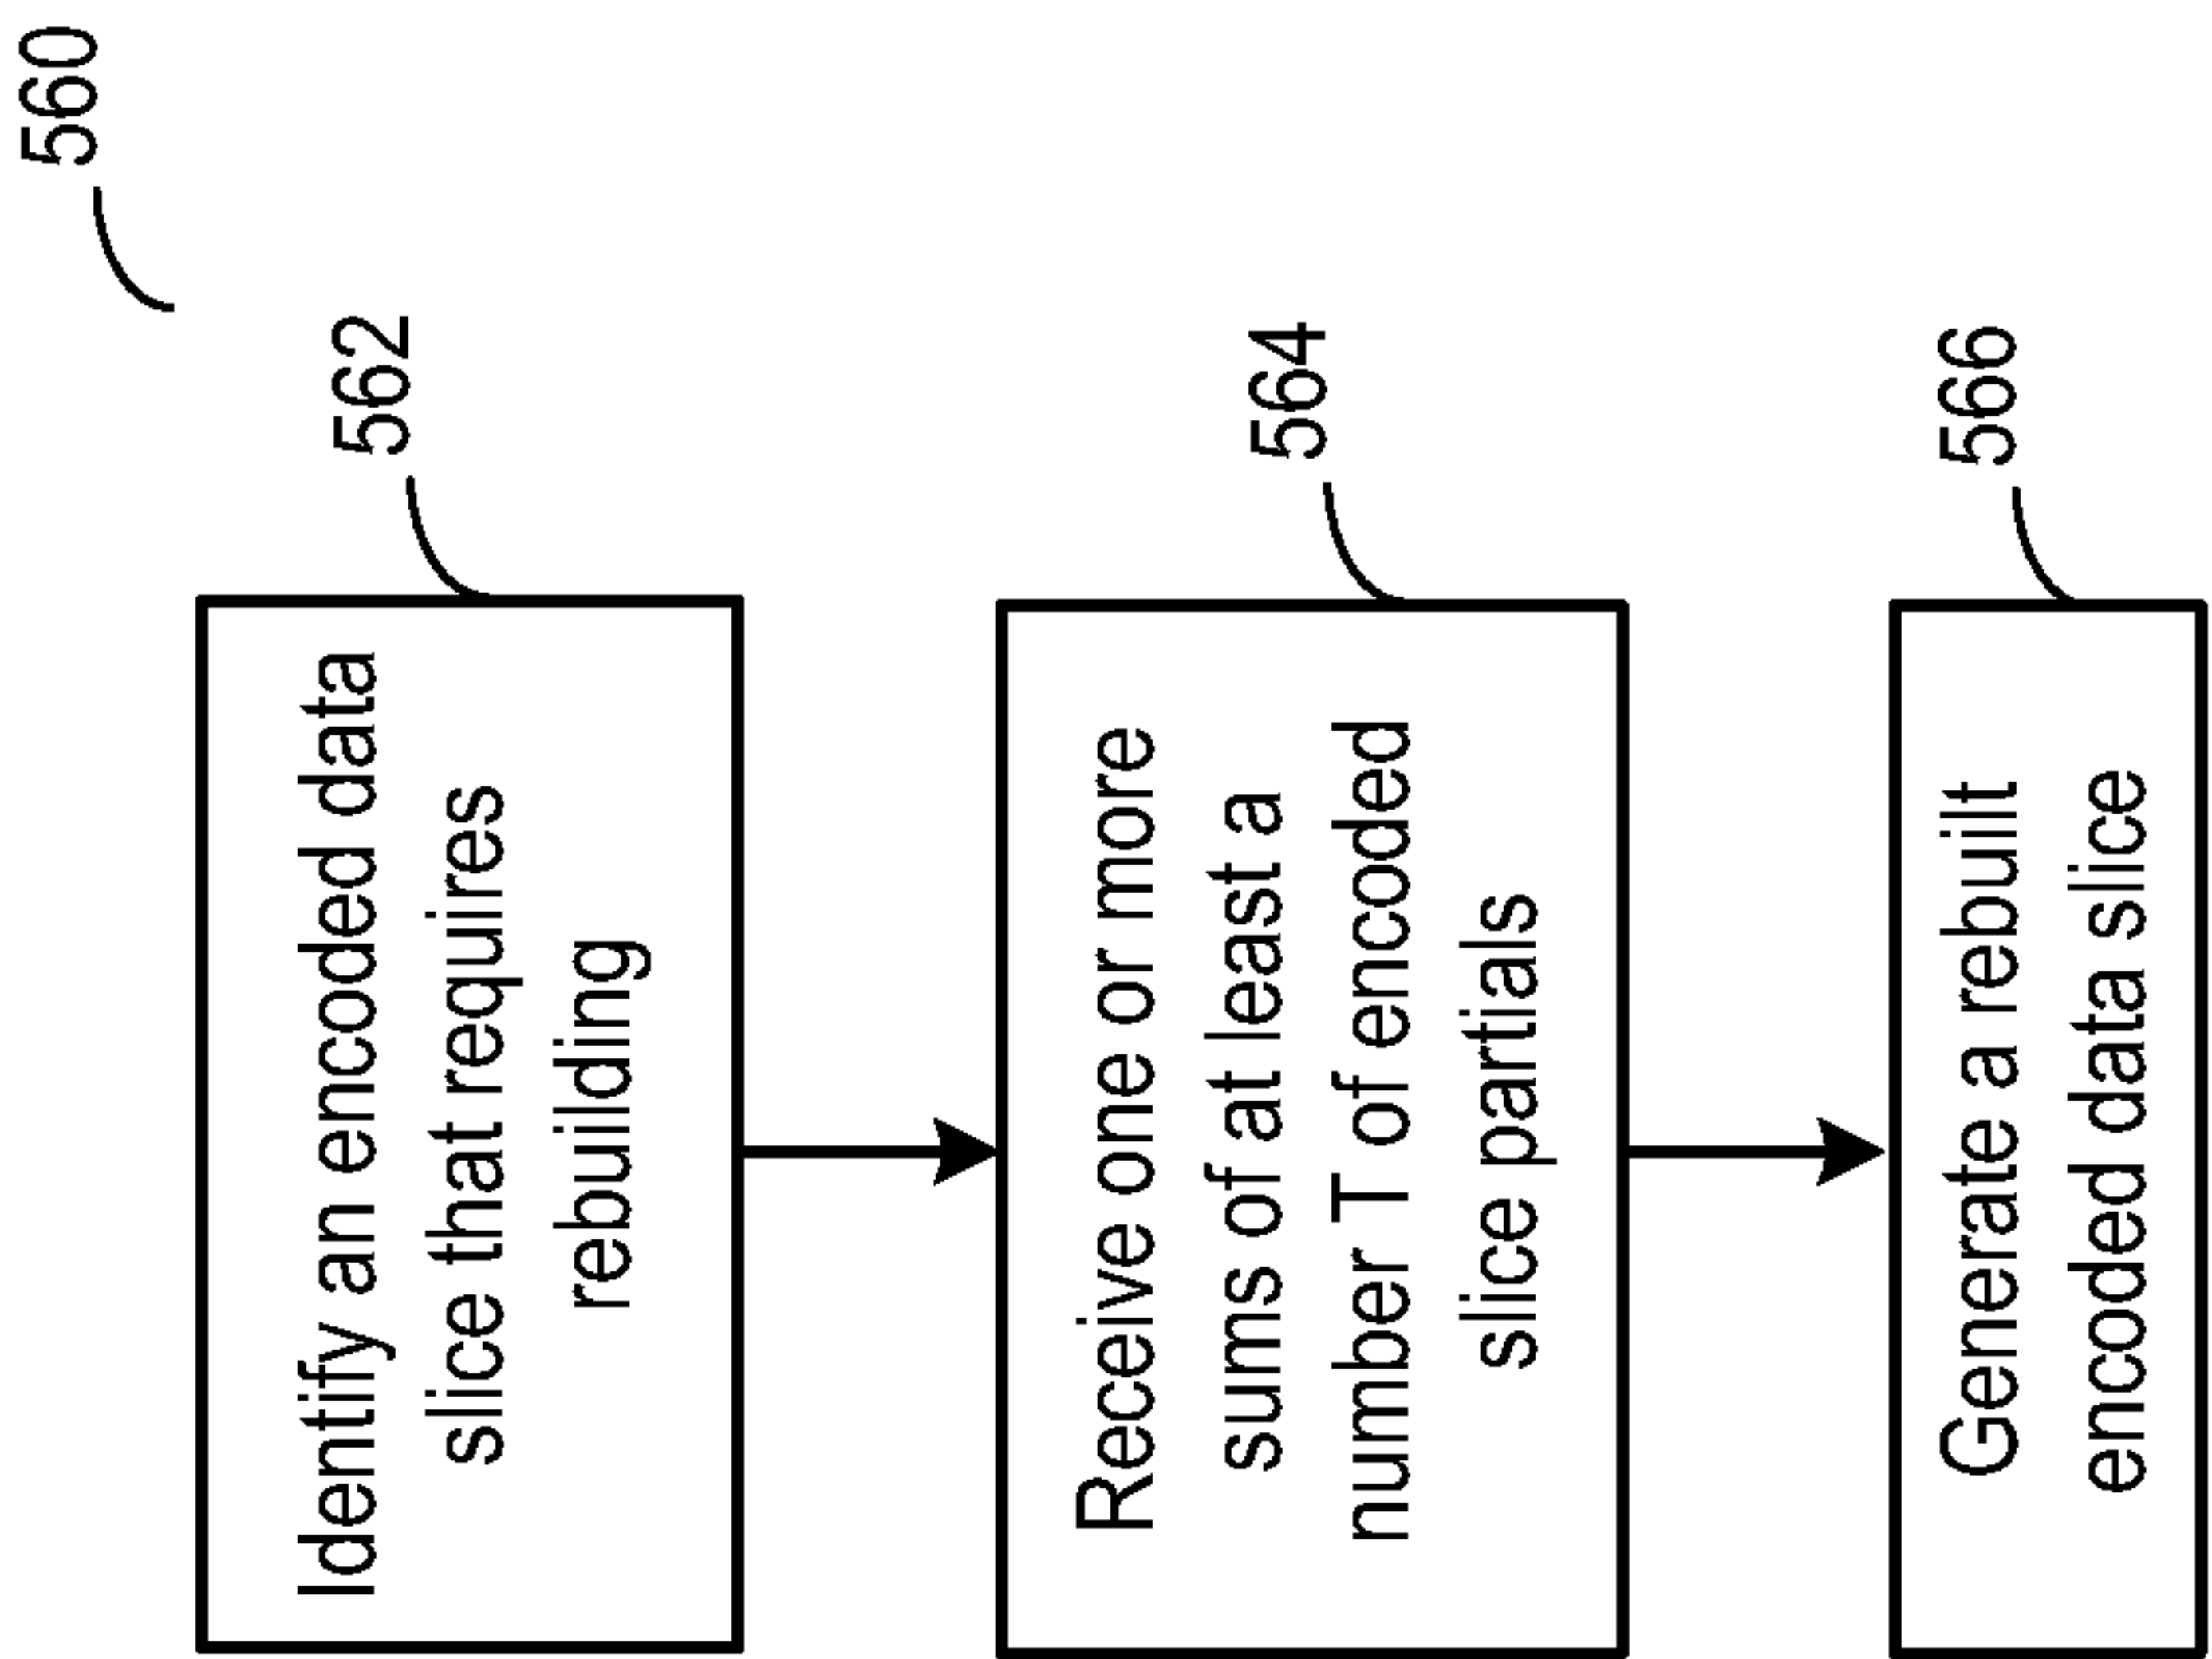 560
562
Identify an encoded data
slice that requires
rebuilding
564
Receive one or more
sums of at least a
number T of encoded
slice partials
566
Generate a rebuilt
encoded data slice